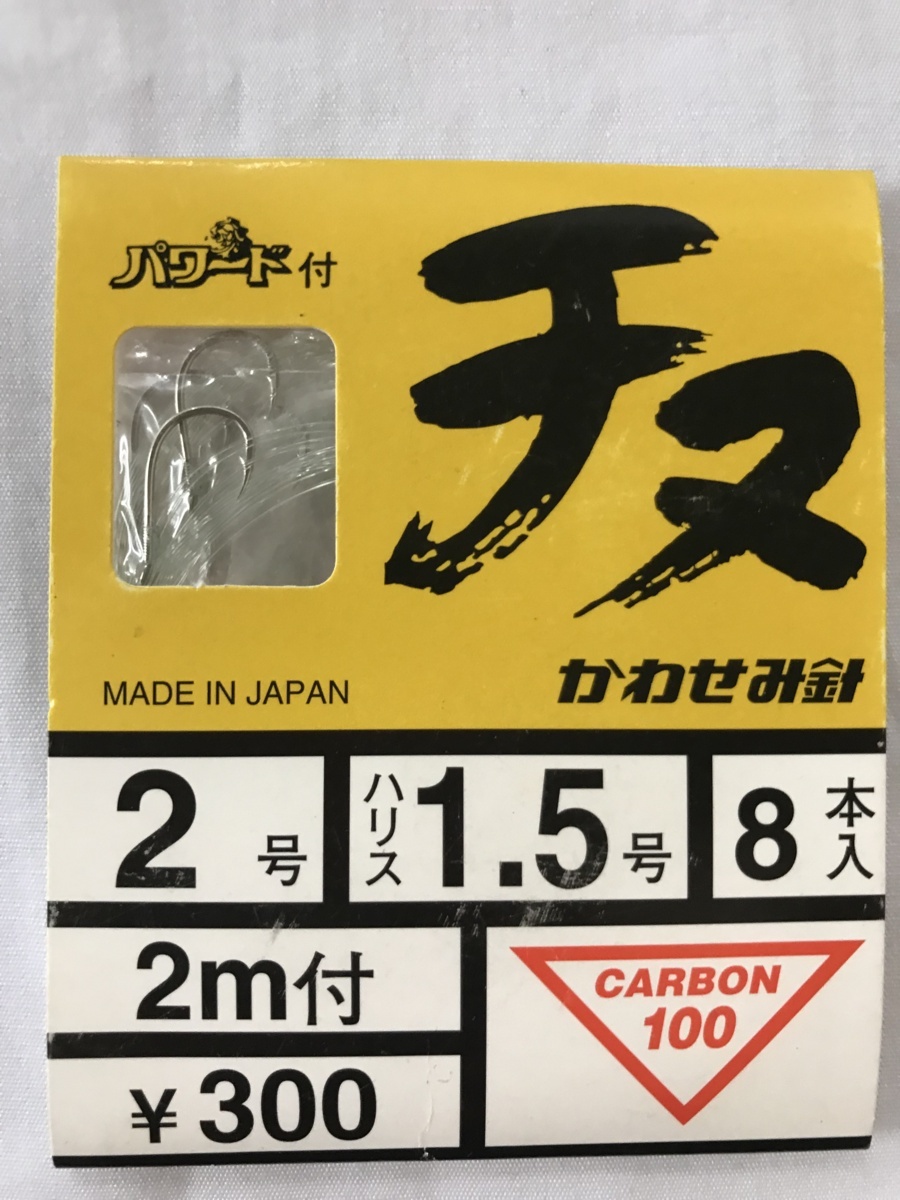 パワード付
チヌ
MADE IN JAPAN
かわせみ針
2号
ハリス1.5号
8本入
2m付
CARBON
100
¥300